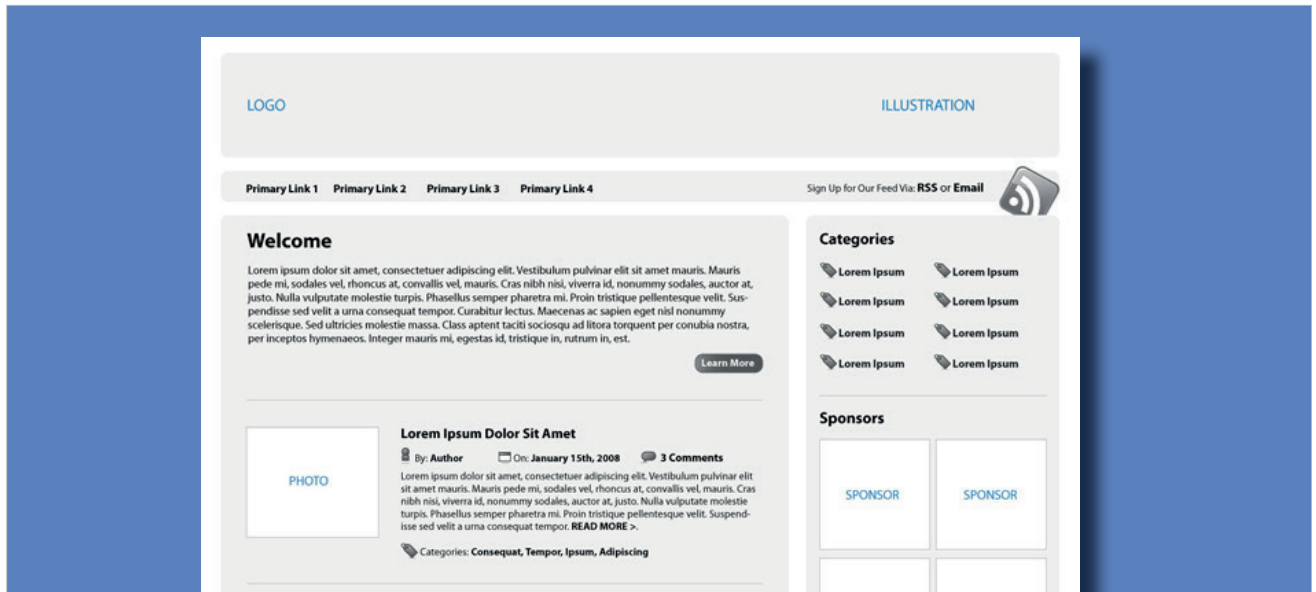 LOGO
ILLUSTRATION
Primary Link 1 Primary Link 2 Primary Link 3 Primary Link 4
Sign Up for Our Feed Via: RSS or Email
Welcome
Lorem ipsum dolor sit amet, consectetuer adipiscing elit. Vestibulum pulvinar elit sit amet mauris. Mauris
pede mi, sodales vel, rhoncus at, convallis vel, mauris. Cras nibh nisi, viverra id, nonummy sodales, auctor at,
justo. Nulla vulputate molestie turpis. Phasellus semper pharetra mi. Proin tristique pellentesque velit. Sus-
pendisse sed velit a urna consequat tempor. Curabitur lectus. Maecenas ac sapien eget nisl nonummy
scelerisque. Sed ultricies molestie massa. Class aptent taciti sociosqu ad litora torquent per conubia nostra,
per inceptos hymenaeos. Integer mauris mi, egestas id, tristique in, rutrum in, est.
Learn More
PHOTO
Lorem Ipsum Dolor Sit Amet
By: Author On: January 15th, 2008 3 Comments
Lorem ipsum dolor sit amet, consectetuer adipiscing elit. Vestibulum pulvinar elit
sit amet mauris. Mauris pede mi, sodales vel, rhoncus at, convallis vel, mauris. Cras
nibh nisi, viverra id, nonummy sodales, auctor at, justo. Nulla vulputate molestie
turpis. Phasellus semper pharetra mi. Proin tristique pellentesque velit. Suspend-
isse sed velit a urna consequat tempor. READ MORE >.
Categories: Consequat, Tempor, Ipsum, Adipiscing
Categories
Lorem Ipsum Lorem Ipsum
Lorem Ipsum Lorem Ipsum
Lorem Ipsum Lorem Ipsum
Lorem Ipsum Lorem Ipsum
Sponsors
SPONSOR SPONSOR